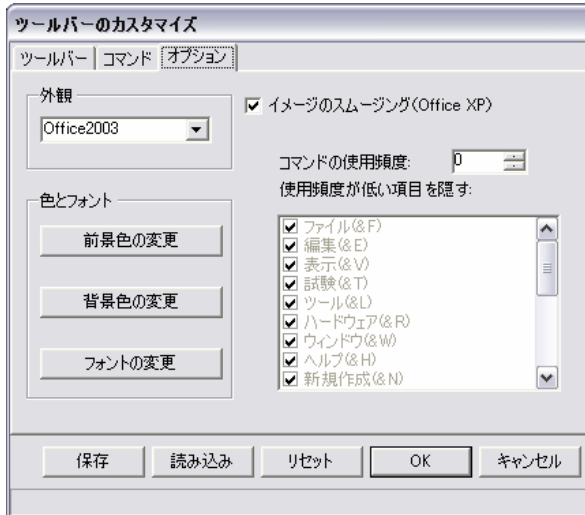 ツールバーのカスタマイズ
ツールバー
コマンド
オプション
外観
Office2003
イメージのスムージング(Office XP)
コマンドの使用頻度:
0
使用頻度が低い項目を隠す:
色とフォント
前景色の変更
背景色の変更
フォントの変更
ファイル(&F)
編集(&E)
表示(&V)
試験(&T)
ツール(&L)
ハードウェア(&R)
ウィンドウ(&W)
ヘルプ(&H)
新規作成(&N)
保存
読み込み
リセット
OK
キャンセル